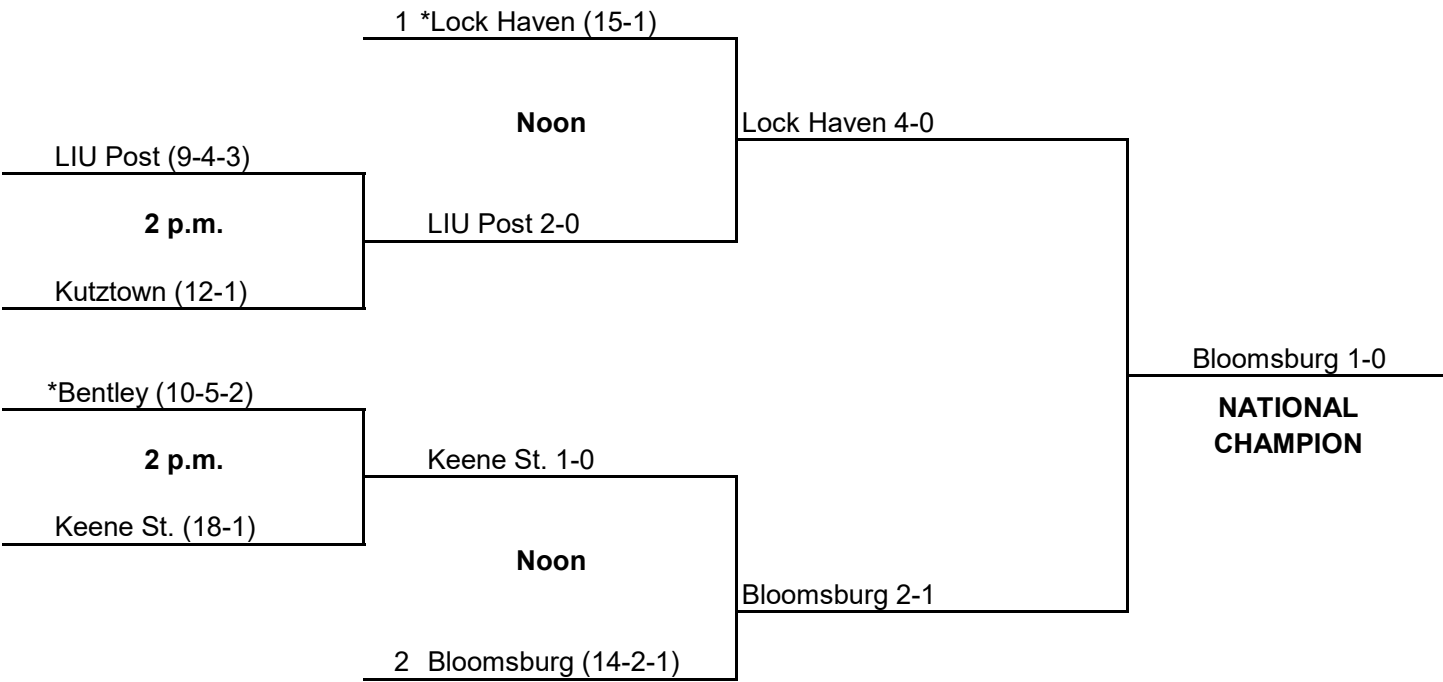 1 *Lock Haven (15-1)
Noon
Lock Haven 4-0
LIU Post (9-4-3)
2 p.m.
LIU Post 2-0
Kutztown (12-1)
Bloomsburg 1-0
*Bentley (10-5-2)
NATIONAL
CHAMPION
2 p.m.
Keene St. 1-0
Keene St. (18-1)
Noon
Bloomsburg 2-1
2 Bloomsburg (14-2-1)